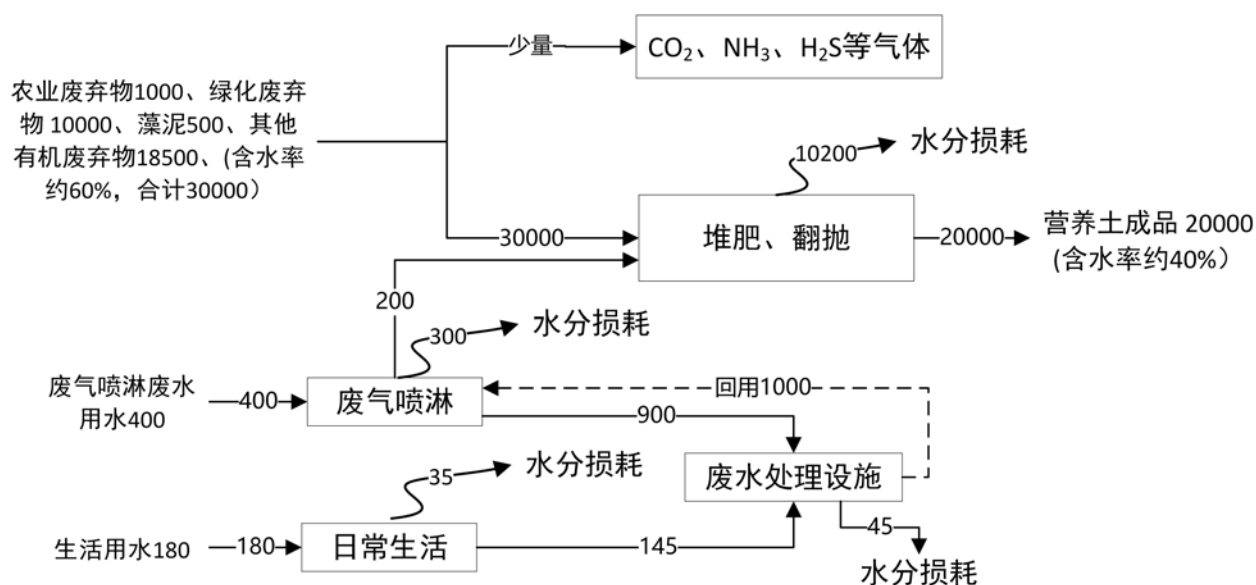 少量
CO₂、NH₃、H₂S等气体
农业废弃物1000、绿化废弃
物 10000、藻泥500、其他
有机废弃物18500、(含水率
约60%，合计30000）
10200
水分损耗
30000
堆肥、翻抛
20000
营养土成品 20000
(含水率约40%）
200
300
水分损耗
废气喷淋废水
用水400
400
废气喷淋
回用1000
900
35
水分损耗
废水处理设施
生活用水180
180
日常生活
145
45
水分损耗